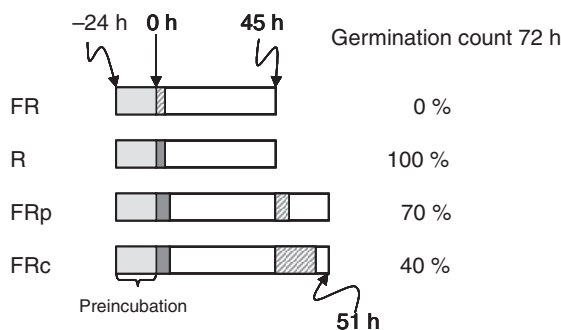 –24 h 0 h 45 h Germination count 72 h
FR 0 %
R 100 %
FRp 70 %
FRc 40 %
Preincubation
51 h